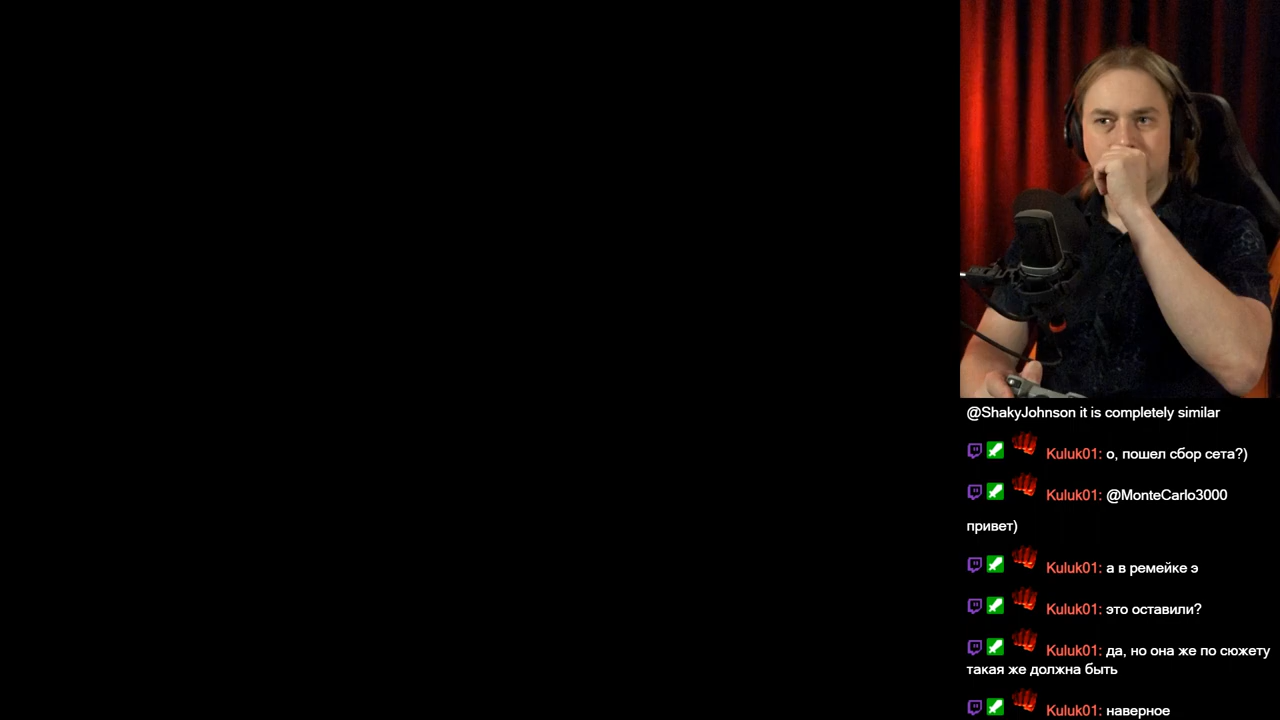 @ShakyJohnson it is completely similar
Kuluk01: о, пошел сбор сета?)
Kuluk01: @MonteCarlo3000
привет)
Kuluk01: а в ремейке э
Kuluk01: это оставили?
Kuluk01: да, но она же по сюжету
такая же должна быть
Kuluk01: наверное